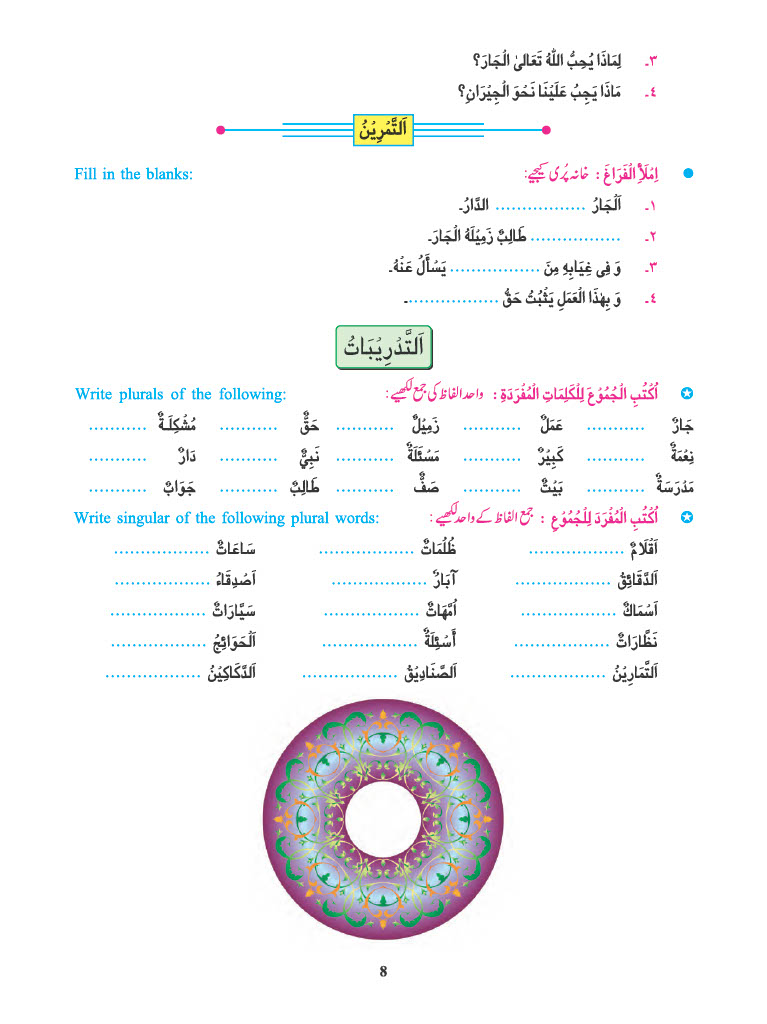 ٣۔ لِمَاذَا يُحِبُّ اللّٰهُ تَعَالىٰ الْجَارَ؟
٤۔ مَاذَا يَجِبُ عَلَيْنَا نَحْوَ الْجِيْرَانِ؟
اَلتَّمْرِيْنُ
● اِمْلَأِ الْفَرَاغَ : خانہ پُری کیجیے: Fill in the blanks:
١۔ اَلْجَارُ ................. الدَّارُ۔
٢۔ ................. طَالِبٌ زَمِيْلَهُ الْجَارَ۔
٣۔ وَ فِى غِيَابِهِ مِنَ ................. يَسْأَلُ عَنْهُ۔
٤۔ وَ بِهٰذَا الْعَمَلِ يَثْبُتُ حَقُّ .................۔
اَلتَّدْرِيْبَاتُ
اُكْتُبِ الْجُمُوْعَ لِلْكَلِمَاتِ الْمُفْرَدَةِ : واحد الفاظ کی جمع لکھیے: Write plurals of the following:
جَارٌ ........... عَمَلٌ ........... زَمِيْلٌ ........... حَقٌّ ........... مُشْكِلَةٌ ...........
نِعْمَةٌ ........... كَبِيْرٌ ........... مَسْئَلَةٌ ........... نَبِيٌّ ........... دَارٌ ...........
مَدْرَسَةٌ ........... بَيْتٌ ........... صَفٌّ ........... طَالِبٌ ........... جَوَابٌ ...........
اُكْتُبِ الْمُفْرَدَ لِلْجُمُوْعِ : جمع الفاظ کے واحد لکھیے: Write singular of the following plural words:
اَقْلَامٌ .................. ظُلُمَاتٌ .................. سَاعَاتٌ ..................
اَلدَّقَائِقُ .................. آبَارٌ .................. اَصْدِقَاءُ ..................
اَسْمَاكٌ .................. اُمَّهَاتٌ .................. سَيَّارَاتٌ ..................
نَظَّارَاتٌ .................. أَسْئِلَةٌ .................. اَلْحَوَائِجُ ..................
اَلتَّمَارِيْنُ .................. اَلصَّنَادِيْقُ .................. اَلدَّكَاكِيْنُ ..................
8